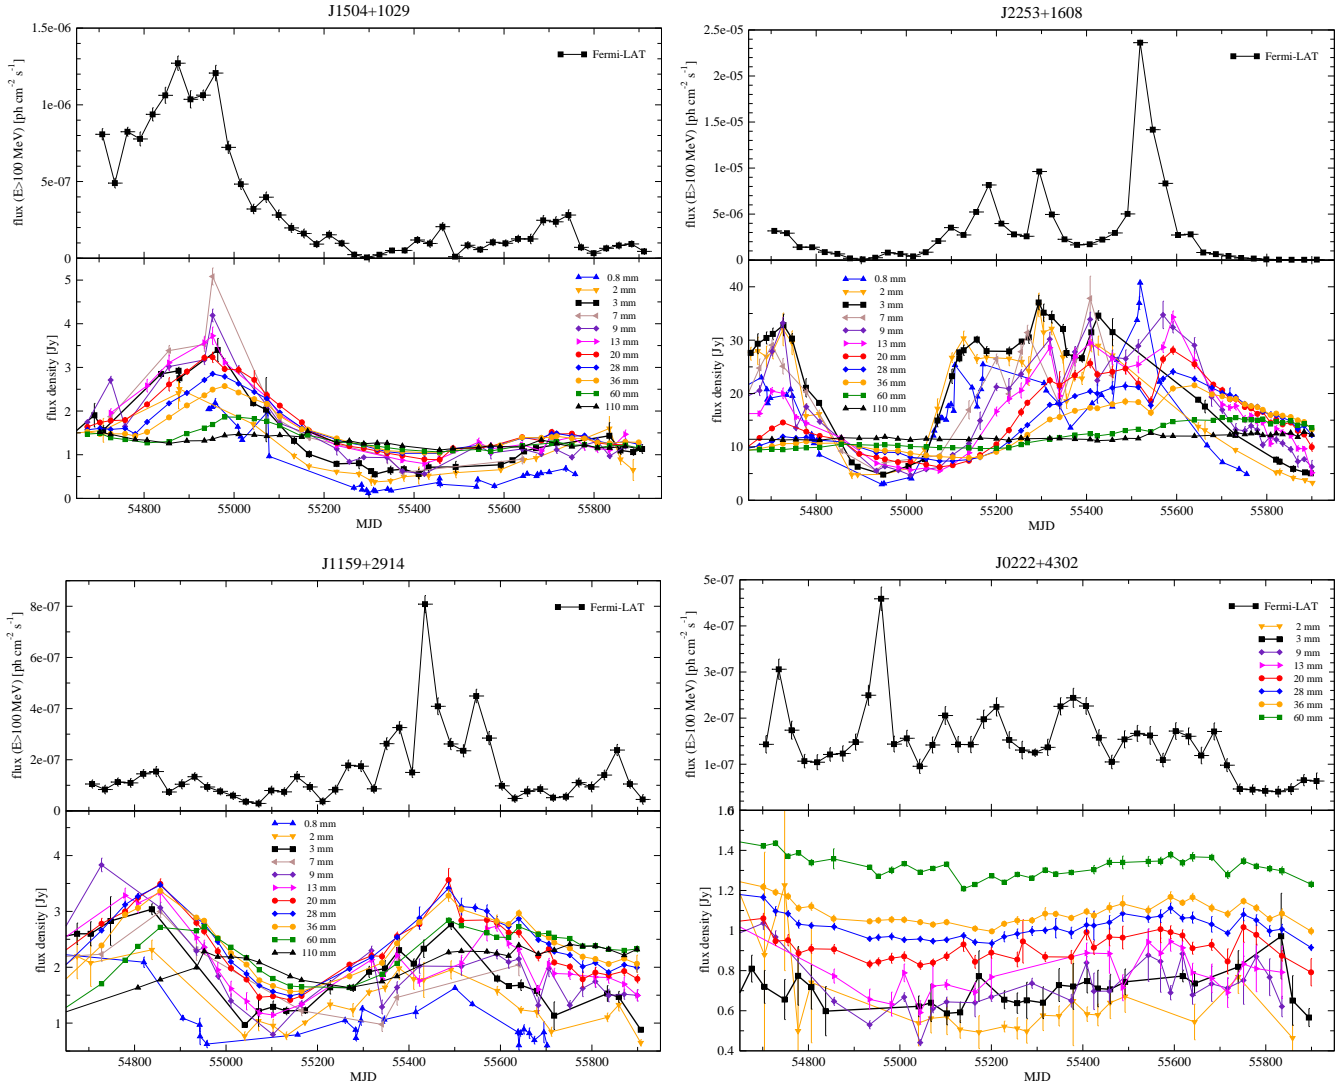 J1504+1029
1.5e-06
1e-06
5e-07
0
flux (E>100 MeV) [ph cm⁻² s⁻¹]
Fermi-LAT
5
4
3
2
1
0
flux density [Jy]
0.8 mm
2 mm
3 mm
7 mm
9 mm
13 mm
20 mm
28 mm
36 mm
60 mm
110 mm
54800 55000 55200 55400 55600 55800
MJD
J2253+1608
2.5e-05
2e-05
1.5e-05
1e-05
5e-06
0
flux (E>100 MeV) [ph cm⁻² s⁻¹]
Fermi-LAT
40
30
20
10
0
flux density [Jy]
0.8 mm
2 mm
3 mm
7 mm
9 mm
13 mm
20 mm
28 mm
36 mm
60 mm
110 mm
54800 55000 55200 55400 55600 55800
MJD
J1159+2914
8e-07
6e-07
4e-07
2e-07
0
flux (E>100 MeV) [ph cm⁻² s⁻¹]
Fermi-LAT
4
3
2
1
flux density [Jy]
0.8 mm
2 mm
3 mm
7 mm
9 mm
13 mm
20 mm
28 mm
36 mm
60 mm
110 mm
54800 55000 55200 55400 55600 55800
MJD
J0222+4302
5e-07
4e-07
3e-07
2e-07
1e-07
flux (E>100 MeV) [ph cm⁻² s⁻¹]
Fermi-LAT
2 mm
3 mm
9 mm
13 mm
20 mm
28 mm
36 mm
60 mm
1.4
1.2
1
0.8
0.6
0.4
flux density [Jy]
54800 55000 55200 55400 55600 55800
MJD